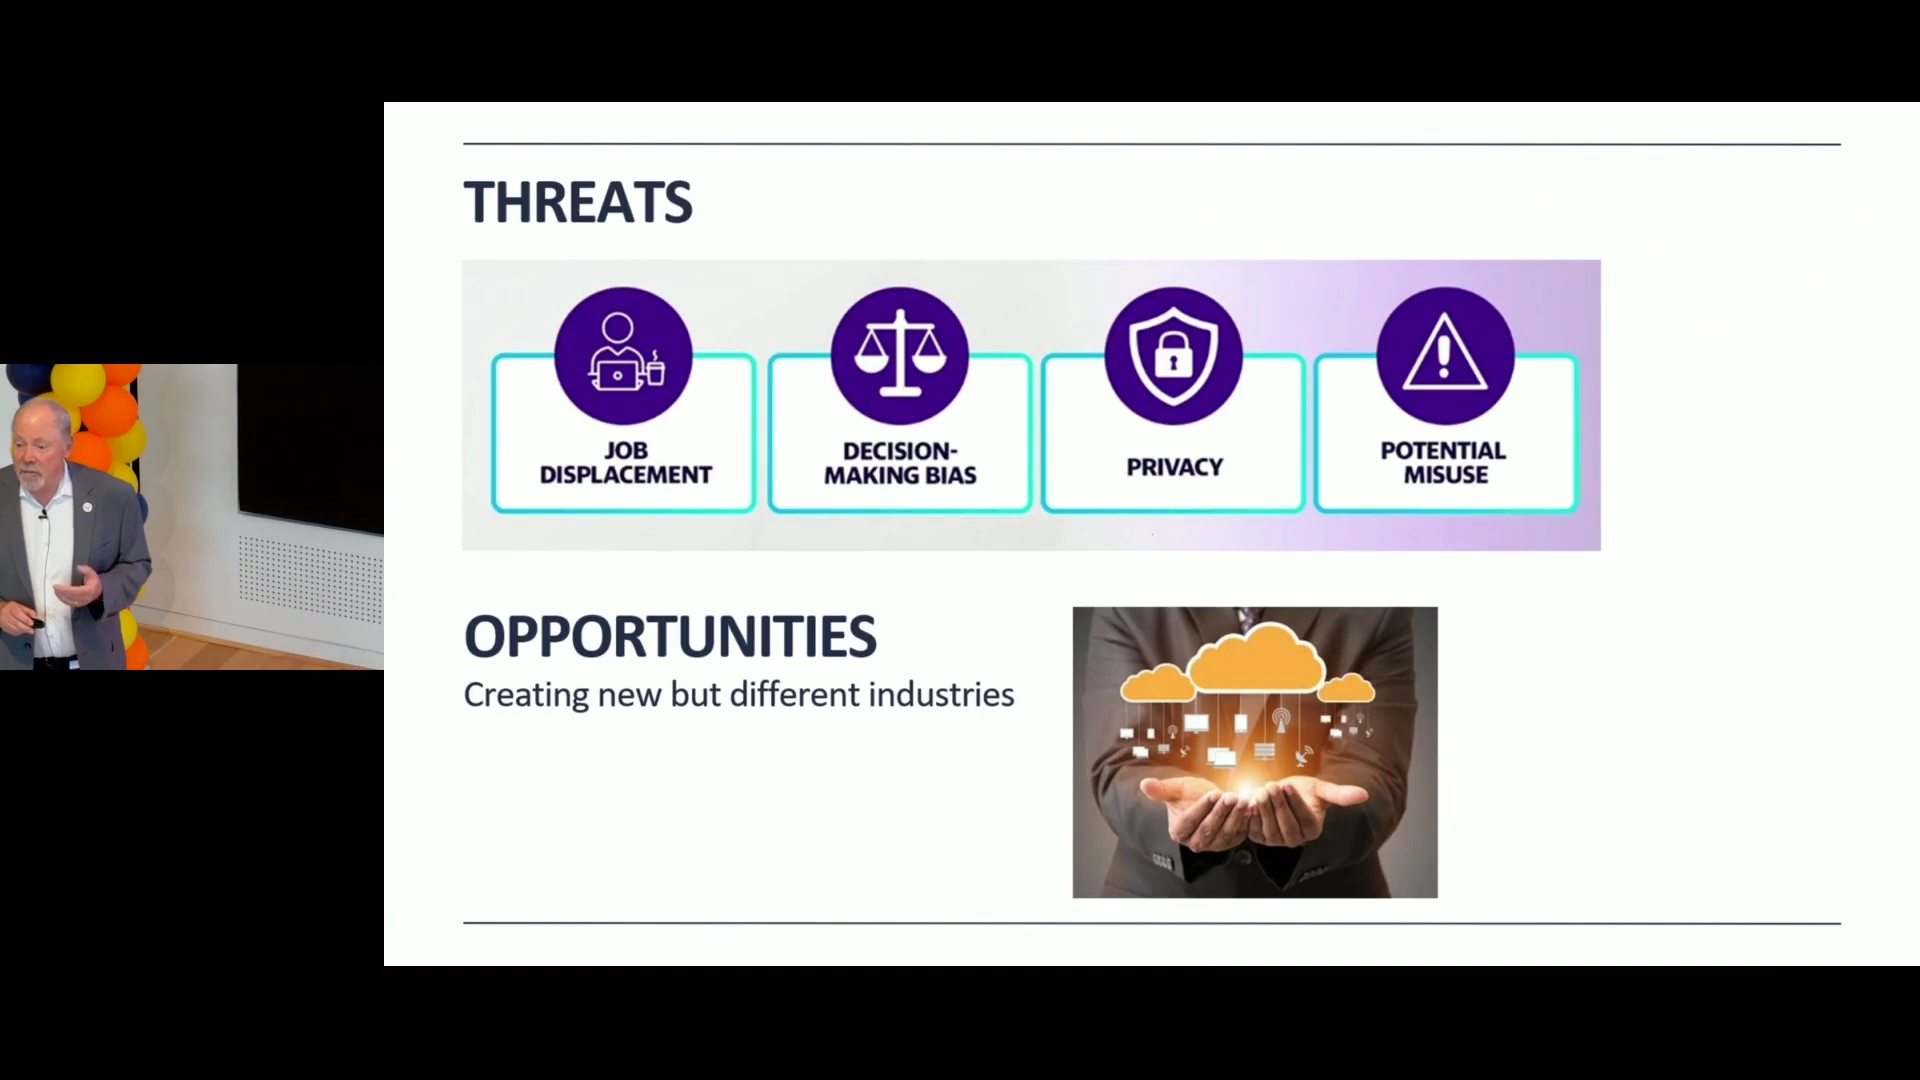 THREATS
JOB
DISPLACEMENT
DECISION-
MAKING BIAS
PRIVACY
POTENTIAL
MISUSE
OPPORTUNITIES
Creating new but different industries